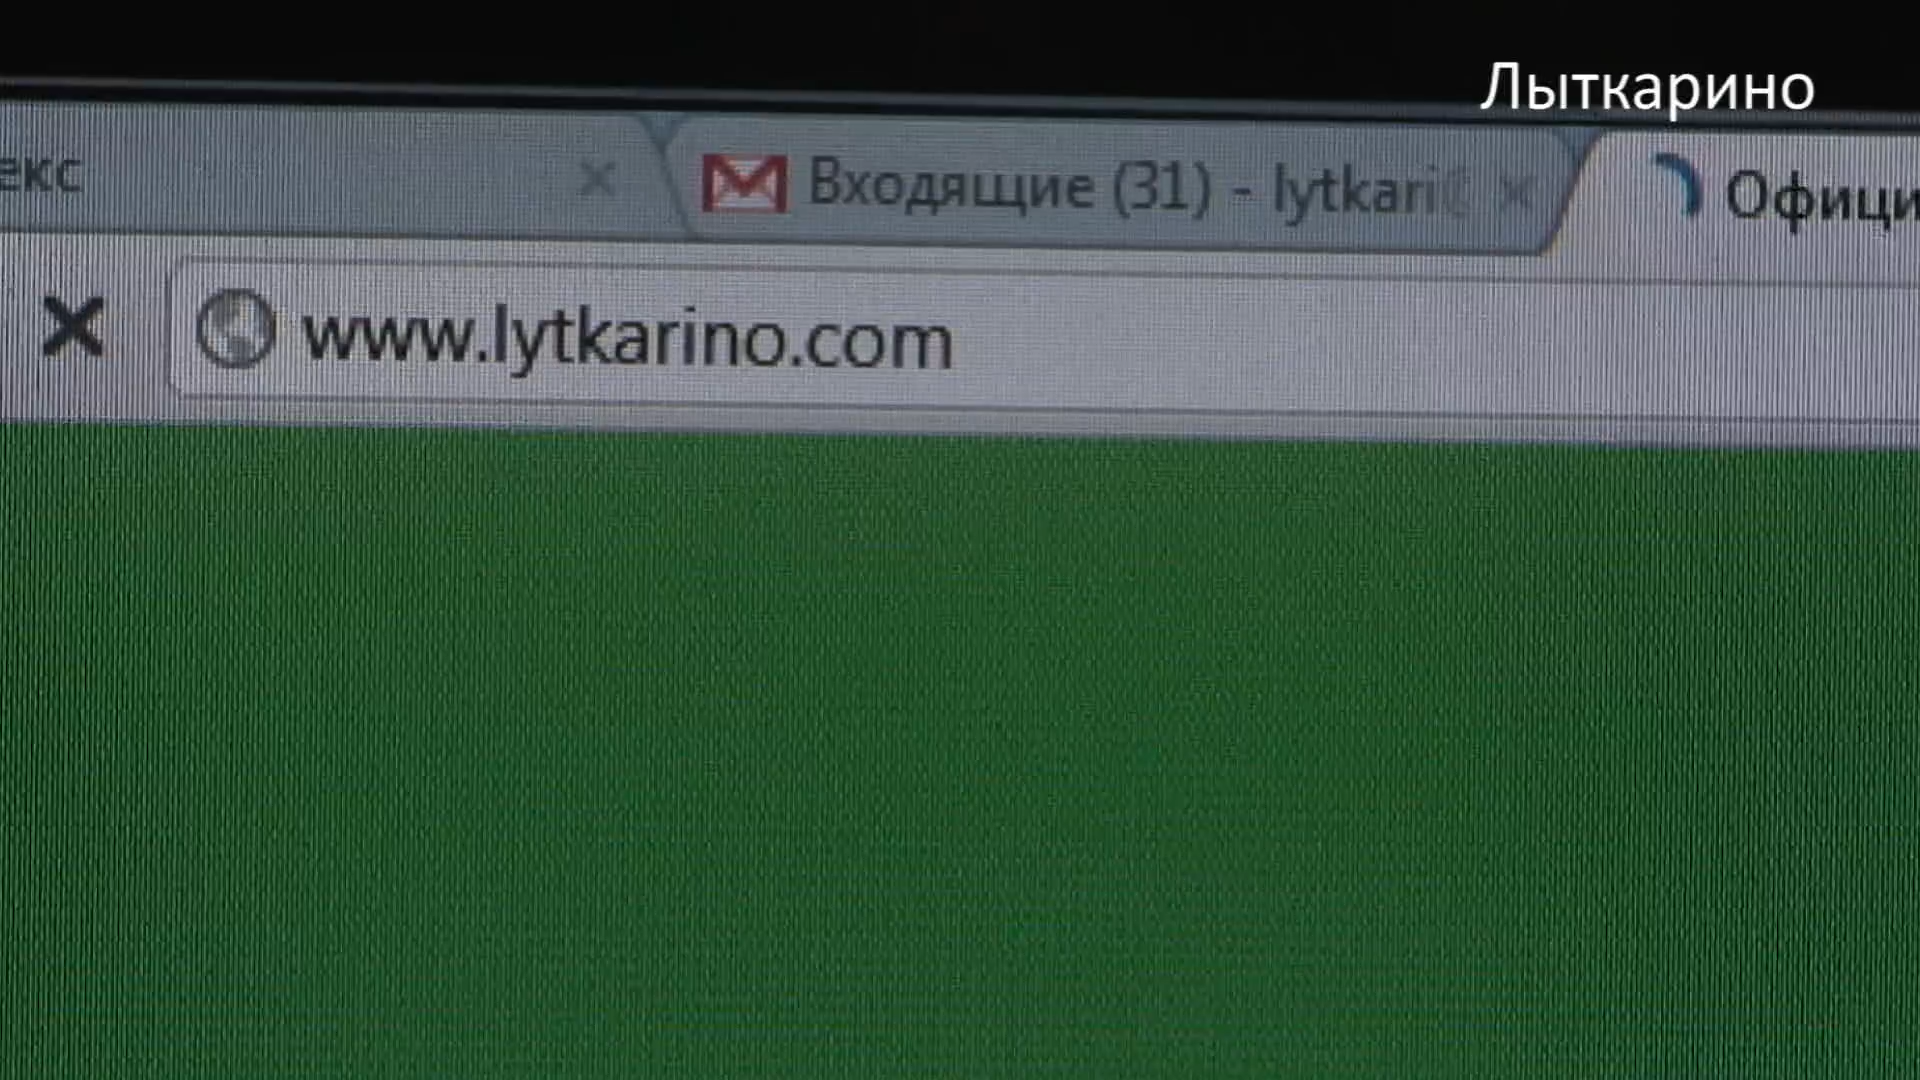 Лыткарино
екс
Входящие (31) - lytkari
Офици
www.lytkarino.com